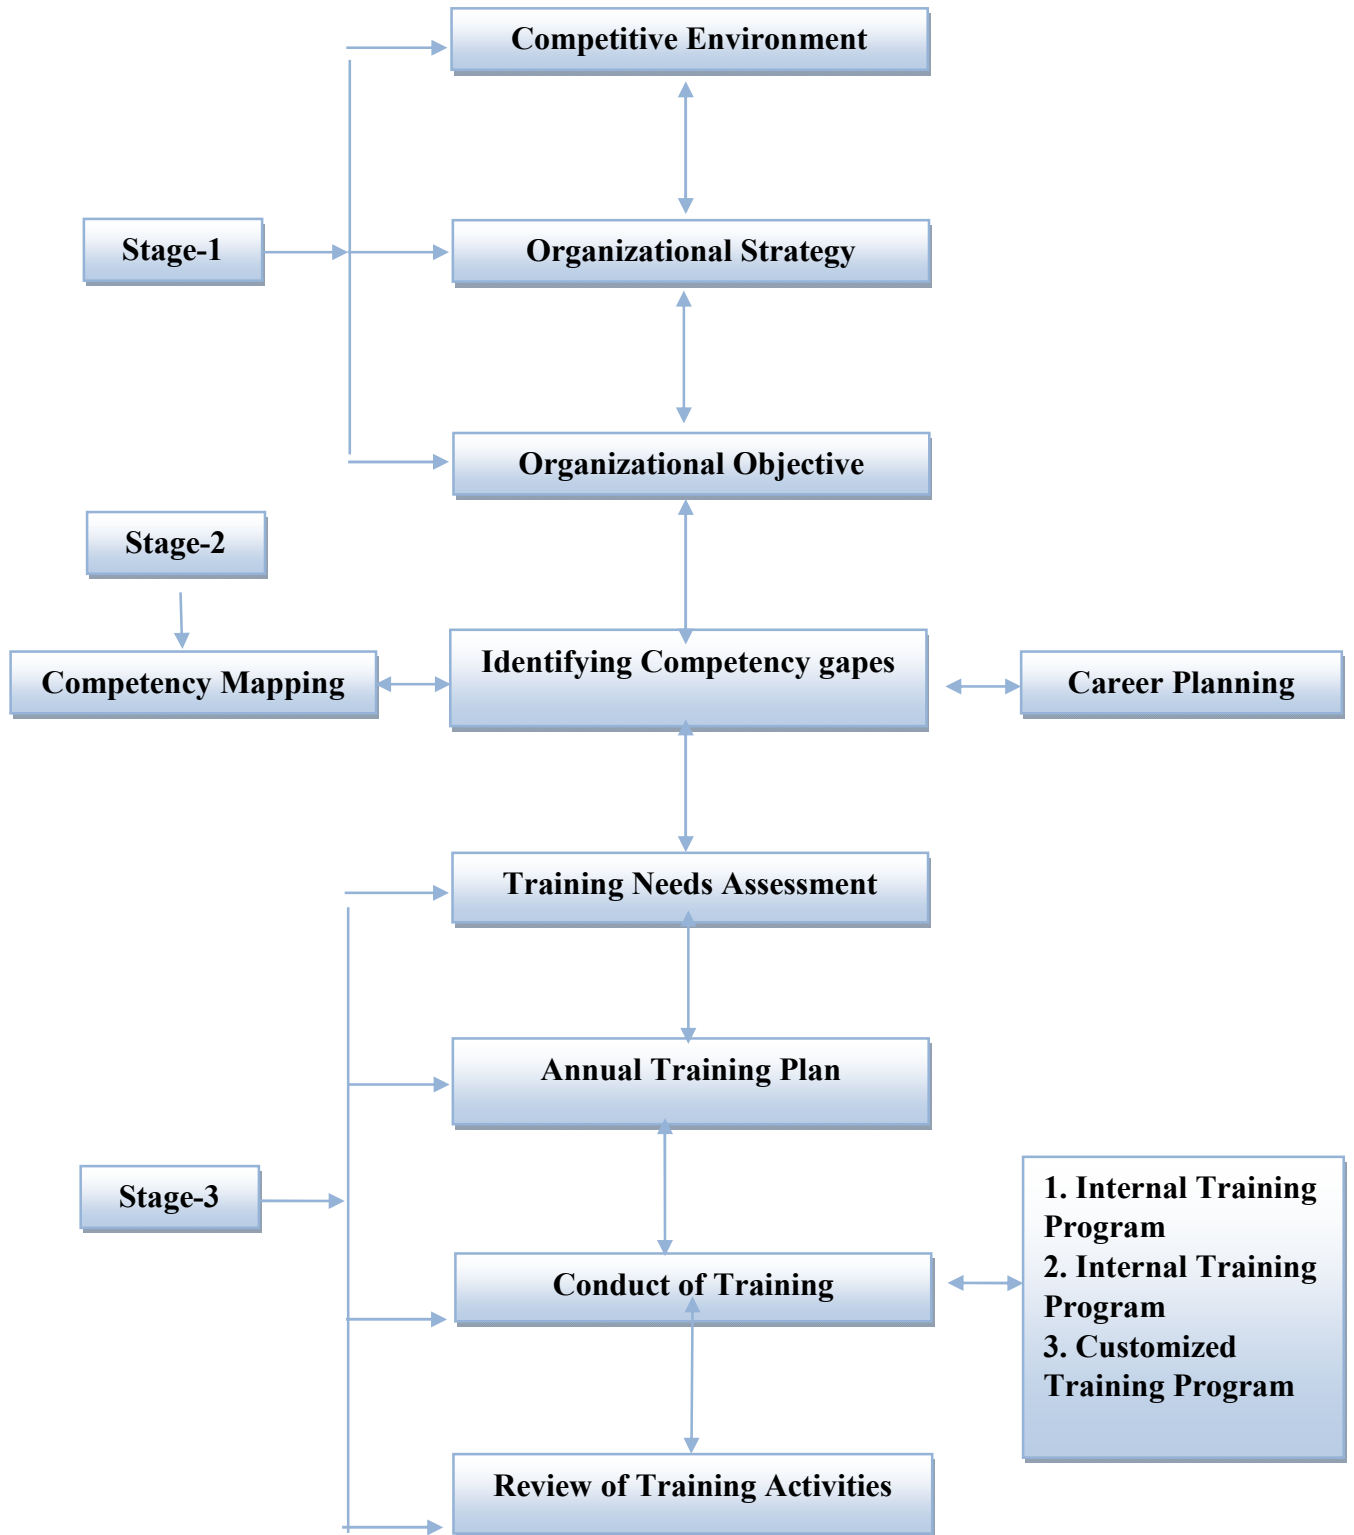 Competitive Environment
Stage-1
Organizational Strategy
Organizational Objective
Stage-2
Competency Mapping
Identifying Competency gapes
Career Planning
Training Needs Assessment
Annual Training Plan
Stage-3
Conduct of Training
1. Internal Training
Program
2. Internal Training
Program
3. Customized
Training Program
Review of Training Activities